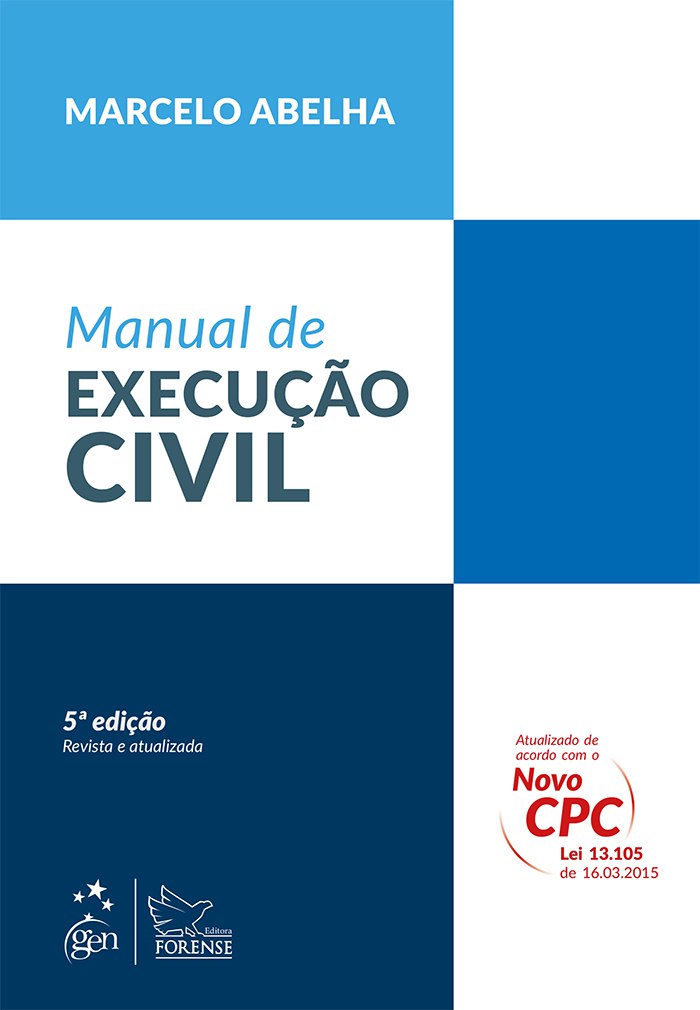 MARCELO ABELHA
Manual de
EXECUÇÃO
CIVIL
5ª edição
Revista e atualizada
Atualizado de
acordo com o
Novo
CPC
Lei 13.105
de 16.03.2015
gen
Editora
FORENSE